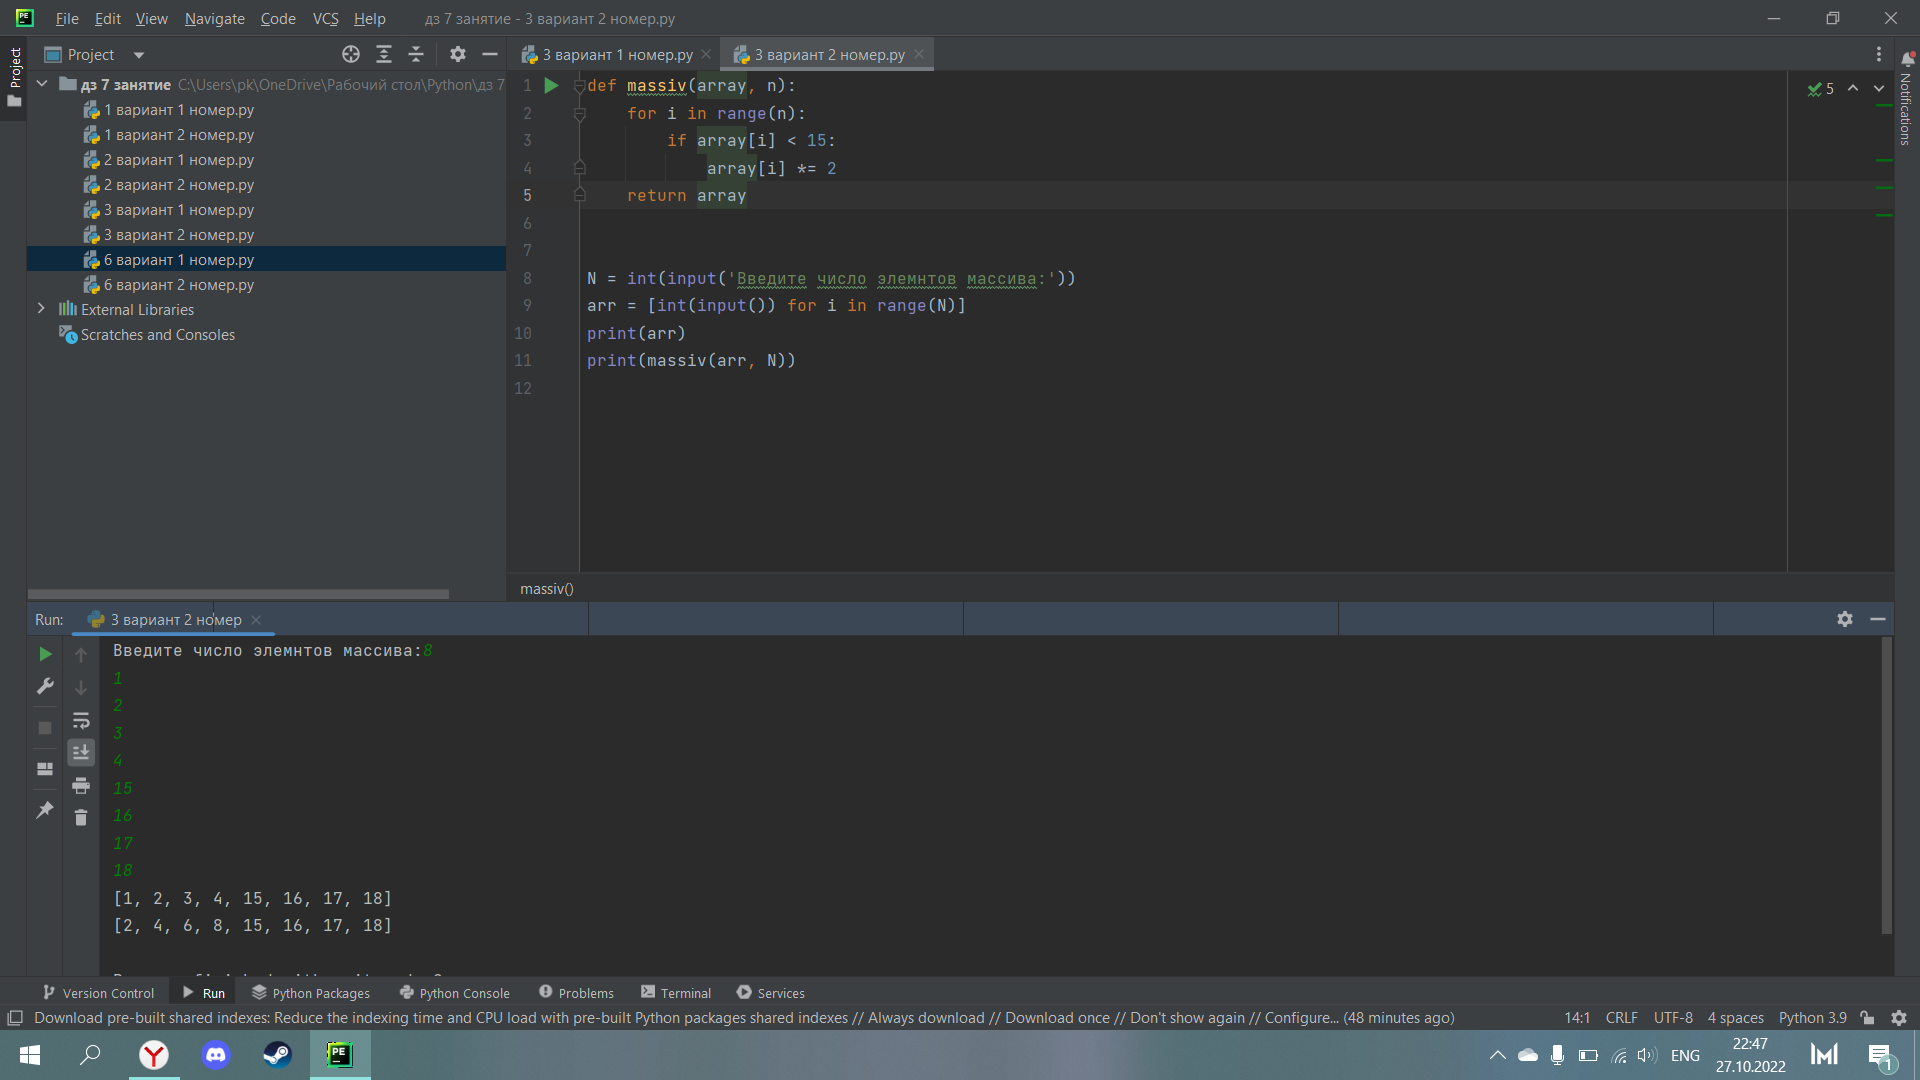 File Edit View Navigate Code VCS Help дз 7 занятие - 3 вариант 2 номер.py
Project
3 вариант 1 номер.py
3 вариант 2 номер.py
Project
Notifications
дз 7 занятие C:\Users\pk\OneDrive\Рабочий стол\Python\дз 7
1 вариант 1 номер.py
1 вариант 2 номер.py
2 вариант 1 номер.py
2 вариант 2 номер.py
3 вариант 1 номер.py
3 вариант 2 номер.py
6 вариант 1 номер.py
6 вариант 2 номер.py
External Libraries
Scratches and Consoles
1 def massiv(array, n):
2 for i in range(n):
3 if array[i] < 15:
4 array[i] *= 2
5 return array
6
7
8 N = int(input('Введите число элемнтов массива:'))
9 arr = [int(input()) for i in range(N)]
10 print(arr)
11 print(massiv(arr, N))
12
5
massiv()
Run: 3 вариант 2 номер
Введите число элемнтов массива:8
1
2
3
4
15
16
17
18
[1, 2, 3, 4, 15, 16, 17, 18]
[2, 4, 6, 8, 15, 16, 17, 18]
Version Control Run Python Packages Python Console Problems Terminal Services
Download pre-built shared indexes: Reduce the indexing time and CPU load with pre-built Python packages shared indexes // Always download // Download once // Don't show again // Configure... (48 minutes ago) 14:1 CRLF UTF-8 4 spaces Python 3.9
PE
ENG
22:47
27.10.2022
1